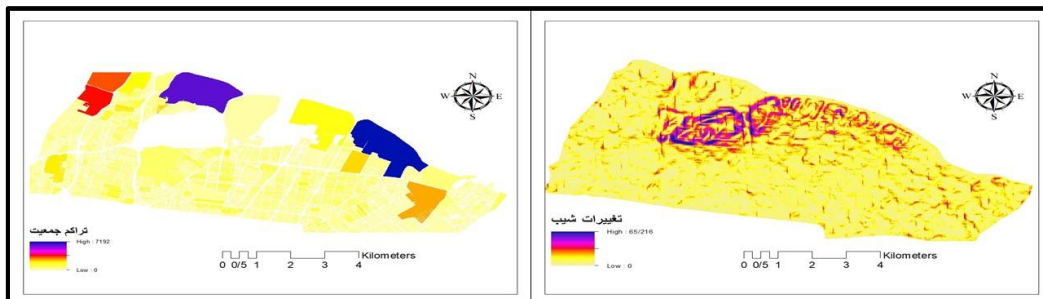 N
W E
S
تراکم جمعیت
High : 7192
Low : 0
Kilometers
0 0/5 1 2 3 4
N
W E
S
تغییرات شیب
High : 65/216
Low : 0
Kilometers
0 0/5 1 2 3 4